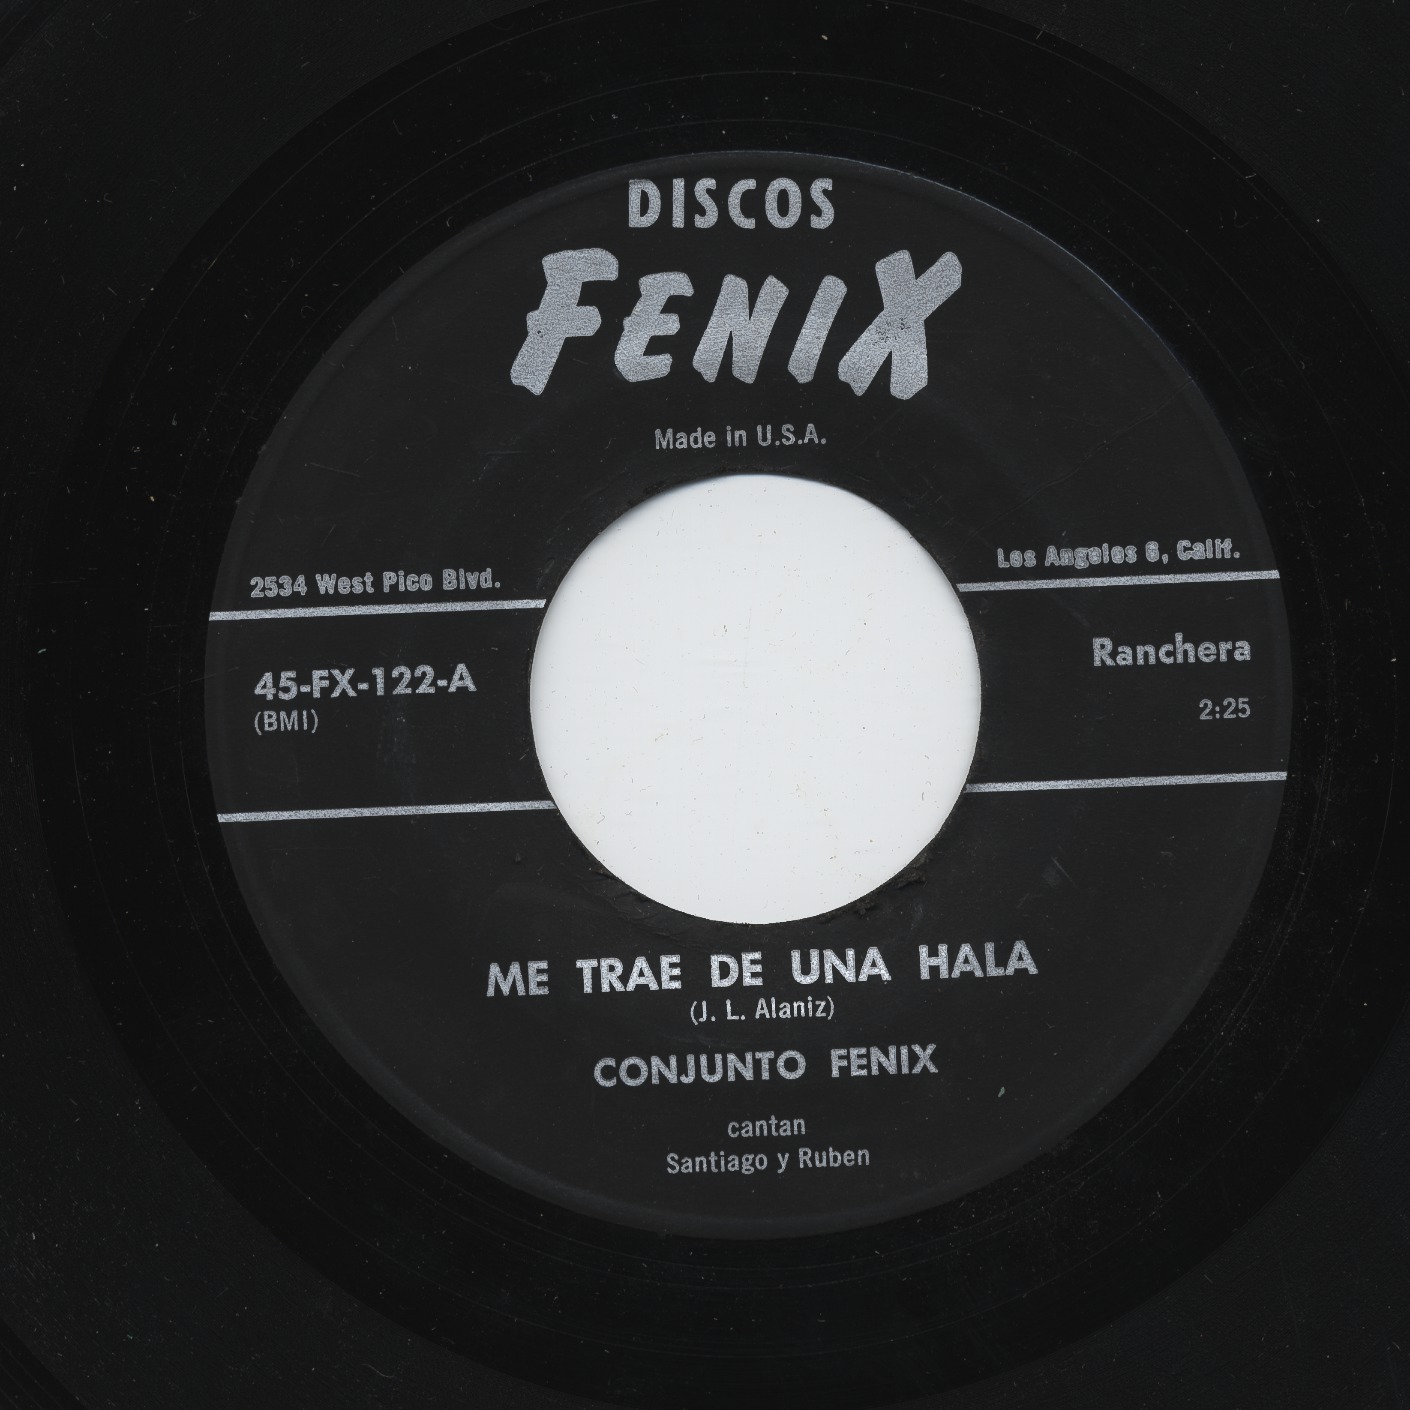 DISCOS
FENIX
Made in U.S.A.
2534 West Pico Blvd.
Los Angeles 6, Calif.
45-FX-122-A
(BMI)
Ranchera
2:25
ME TRAE DE UNA HALA
(J. L. Alaniz)
CONJUNTO FENIX
cantan
Santiago y Ruben